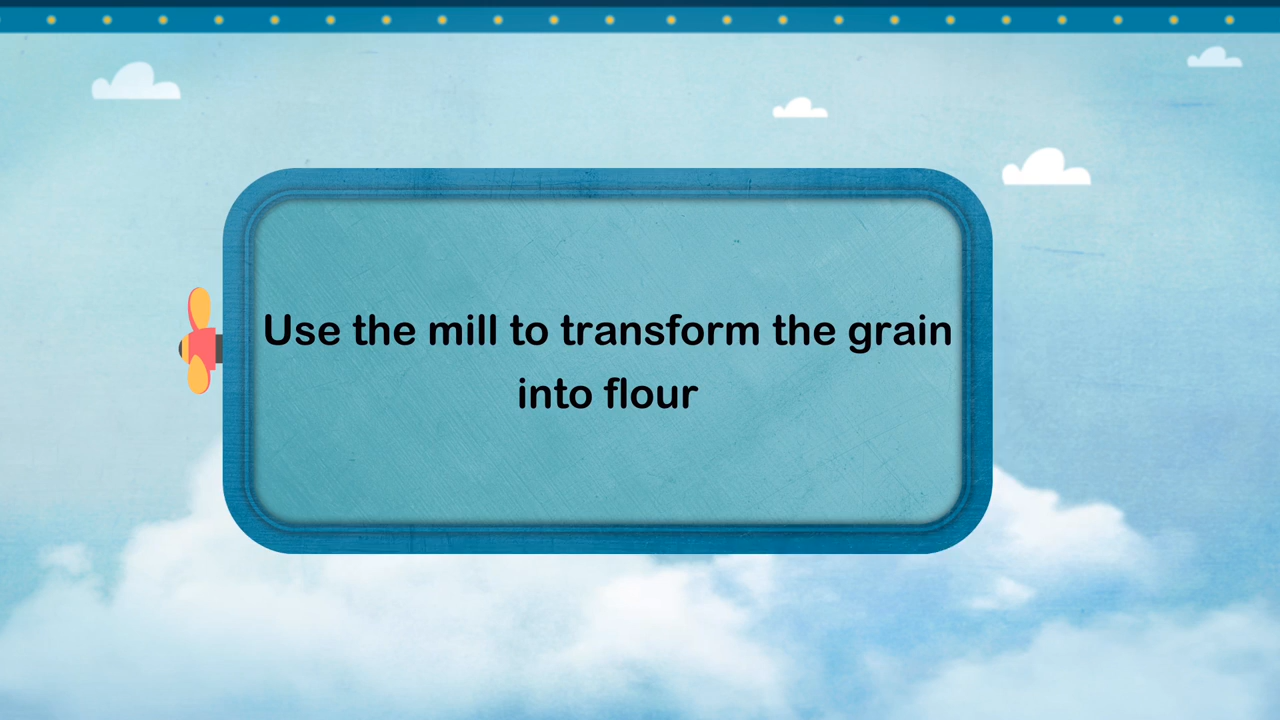 Use the mill to transform the grain
into flour